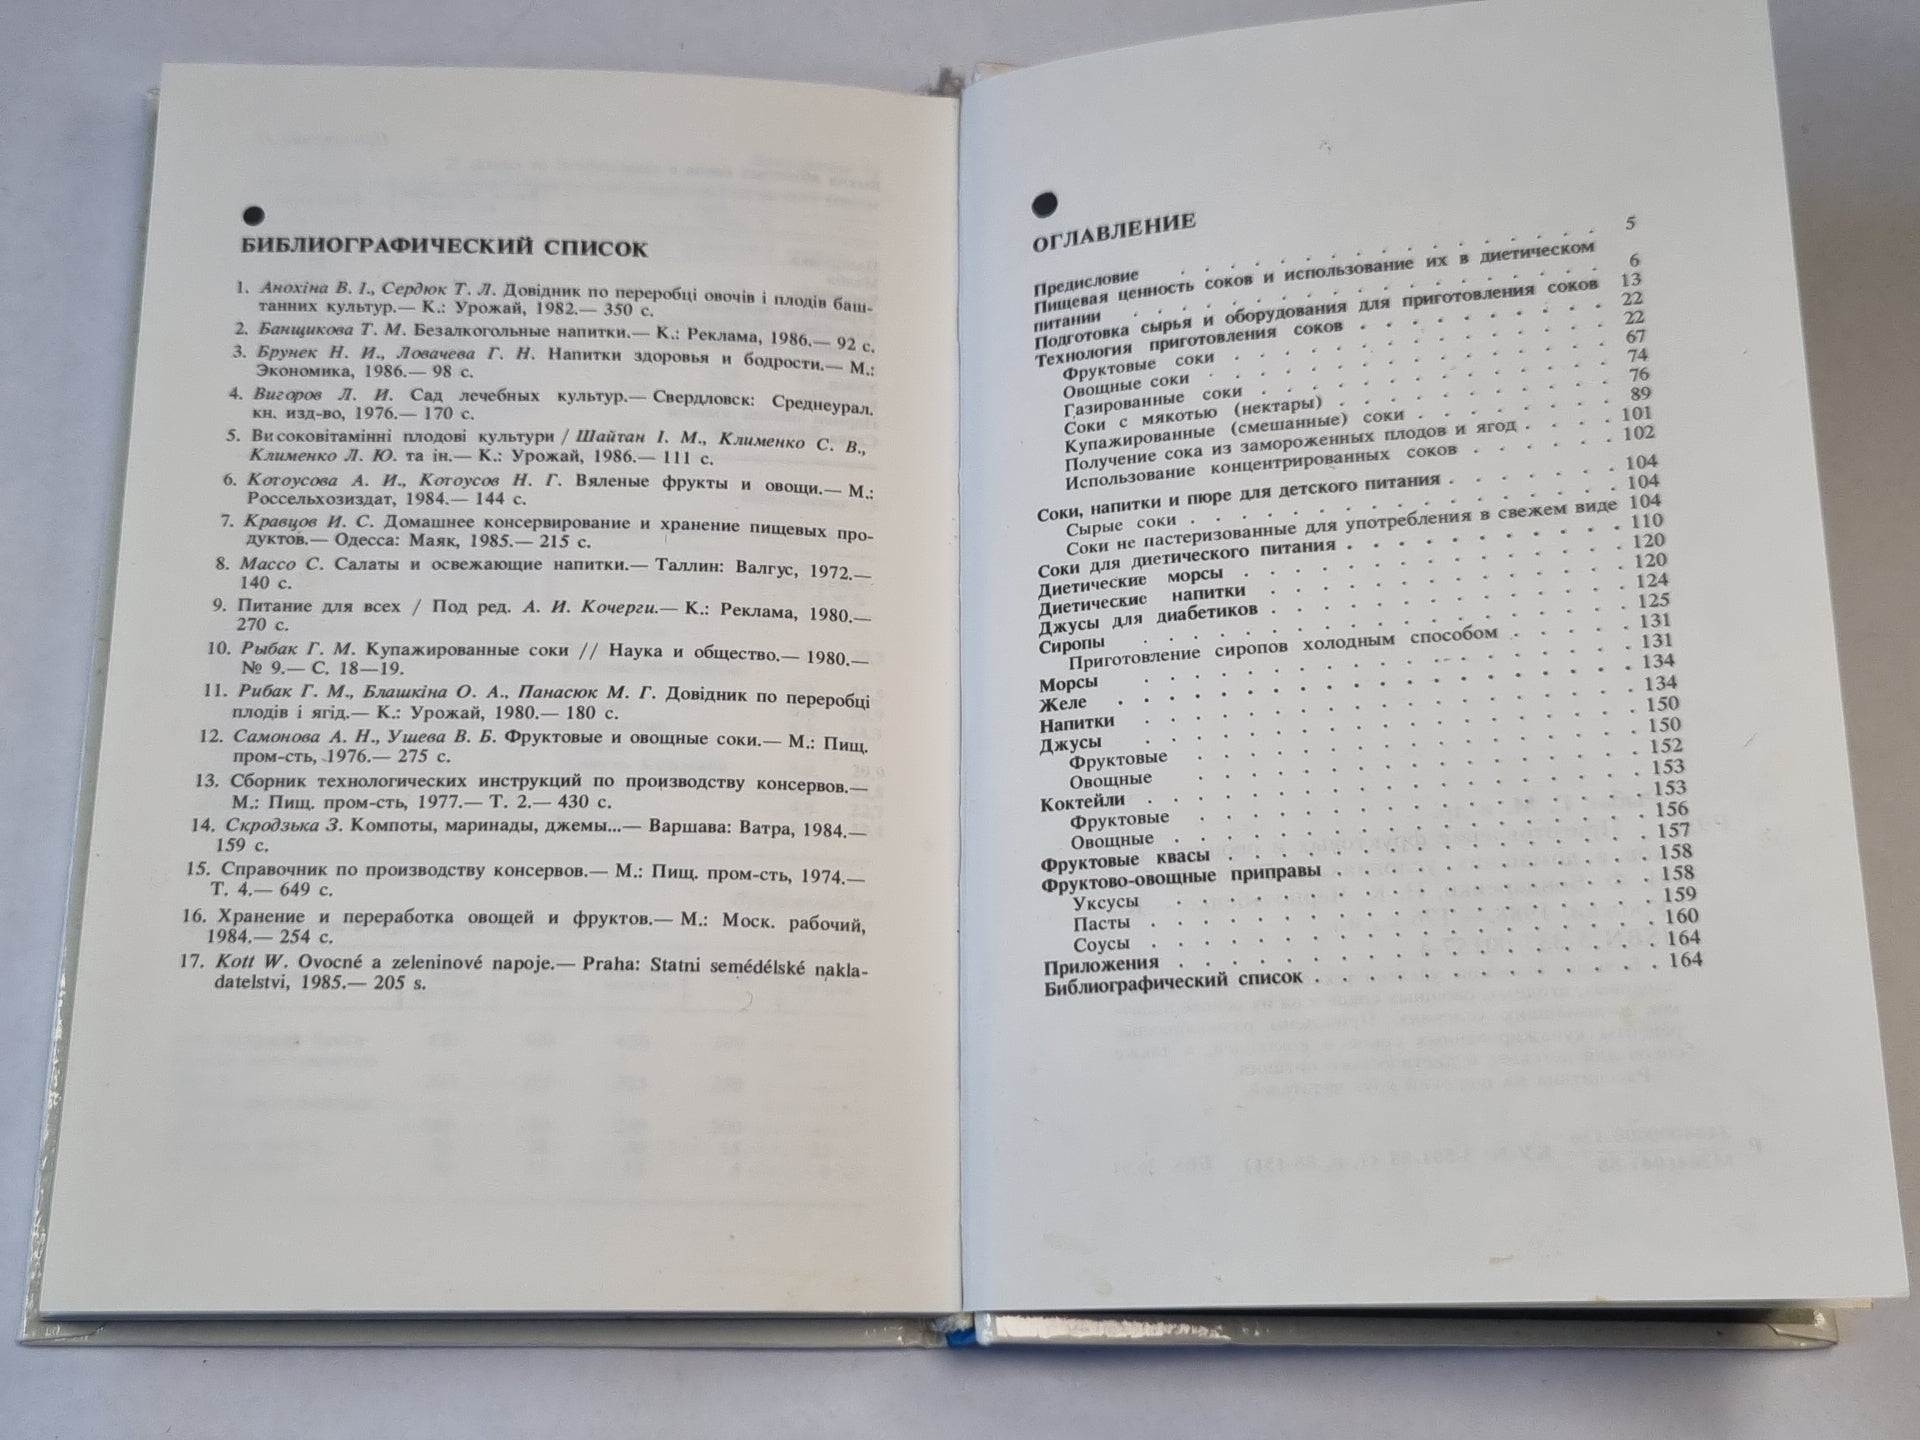 БИБЛИОГРАФИЧЕСКИЙ СПИСОК
1. Анохіна В. І., Сердюк Т. Л. Довідник по переробці овочів і плодів баш-
танних культур.— К.: Урожай, 1982.— 350 с.
2. Банщикова Т. М. Безалкогольные напитки.— К.: Реклама, 1986.— 92 с.
3. Брунек Н. И., Ловачева Г. Н. Напитки здоровья и бодрости.— М.:
Экономика, 1986.— 98 с.
4. Вигоров Л. И. Сад лечебных культур.— Свердловск: Среднеурал.
кн. изд-во, 1976.— 170 с.
5. Високовітамінні плодові культури / Шайтан І. М., Клименко С. В.,
Клименко Л. Ю. та ін.— К.: Урожай, 1986.— 111 с.
6. Котоусова А. И., Котоусов Н. Г. Вяленые фрукты и овощи.— М.:
Россельхозиздат, 1984.— 144 с.
7. Кравцов И. С. Домашнее консервирование и хранение пищевых про-
дуктов.— Одесса: Маяк, 1985.— 215 с.
8. Массо С. Салаты и освежающие напитки.— Таллин: Валгус, 1972.—
140 с.
9. Питание для всех / Под ред. А. И. Кочерги.— К.: Реклама, 1980.—
270 с.
10. Рыбак Г. М. Купажированные соки // Наука и общество.— 1980.—
№ 9.— С. 18—19.
11. Рибак Г. М., Блашкіна О. А., Панасюк М. Г. Довідник по переробці
плодів і ягід.— К.: Урожай, 1980.— 180 с.
12. Самонова А. Н., Ушева В. Б. Фруктовые и овощные соки.— М.: Пищ.
пром-сть, 1976.— 275 с.
13. Сборник технологических инструкций по производству консервов.—
М.: Пищ. пром-сть, 1977.— Т. 2.— 430 с.
14. Скродзька З. Компоты, маринады, джемы...— Варшава: Ватра, 1984.—
159 с.
15. Справочник по производству консервов.— М.: Пищ. пром-сть, 1974.—
Т. 4.— 649 с.
16. Хранение и переработка овощей и фруктов.— М.: Моск. рабочий,
1984.— 254 с.
17. Kott W. Ovocné a zeleninové napoje.— Praha: Statni semédélské nakla-
datelstvi, 1985.— 205 s.
ОГЛАВЛЕНИЕ
Предисловие . . . . . . . . . . . . . 5
Пищевая ценность соков и использование их в диетическом
питании . . . . . . . . . . . . . 6
Подготовка сырья и оборудования для приготовления соков 13
Технология приготовления соков . . . . . . . 22
Фруктовые соки . . . . . . . . . . . 22
Овощные соки . . . . . . . . . . . 67
Газированные соки . . . . . . . . . . 74
Соки с мякотью (нектары) . . . . . . . . 76
Купажированные (смешанные) соки . . . . . . 89
Получение сока из замороженных плодов и ягод . . . . 101
Использование концентрированных соков . . . . . 102
Соки, напитки и пюре для детского питания . . . . . . 104
Сырые соки . . . . . . . . . . . . 104
Соки не пастеризованные для употребления в свежем виде 104
Соки для диетического питания . . . . . . . . 110
Диетические морсы . . . . . . . . . . . 120
Диетические напитки . . . . . . . . . . 120
Джусы для диабетиков . . . . . . . . . . 124
Сиропы . . . . . . . . . . . . . . 125
Приготовление сиропов холодным способом . . . . 131
Морсы . . . . . . . . . . . . . . 131
Желе . . . . . . . . . . . . . . . 134
Напитки . . . . . . . . . . . . . . 134
Джусы . . . . . . . . . . . . . . 150
Фруктовые . . . . . . . . . . . . 150
Овощные . . . . . . . . . . . . 152
Коктейли . . . . . . . . . . . . . . 153
Фруктовые . . . . . . . . . . . . 153
Овощные . . . . . . . . . . . . . 156
Фруктовые квасы . . . . . . . . . . . . 157
Фруктово-овощные приправы . . . . . . . . . 158
Уксусы . . . . . . . . . . . . . 158
Пасты . . . . . . . . . . . . . . 159
Соусы . . . . . . . . . . . . . . 160
Приложения . . . . . . . . . . . . . . 164
Библиографический список . . . . . . . . . . 164